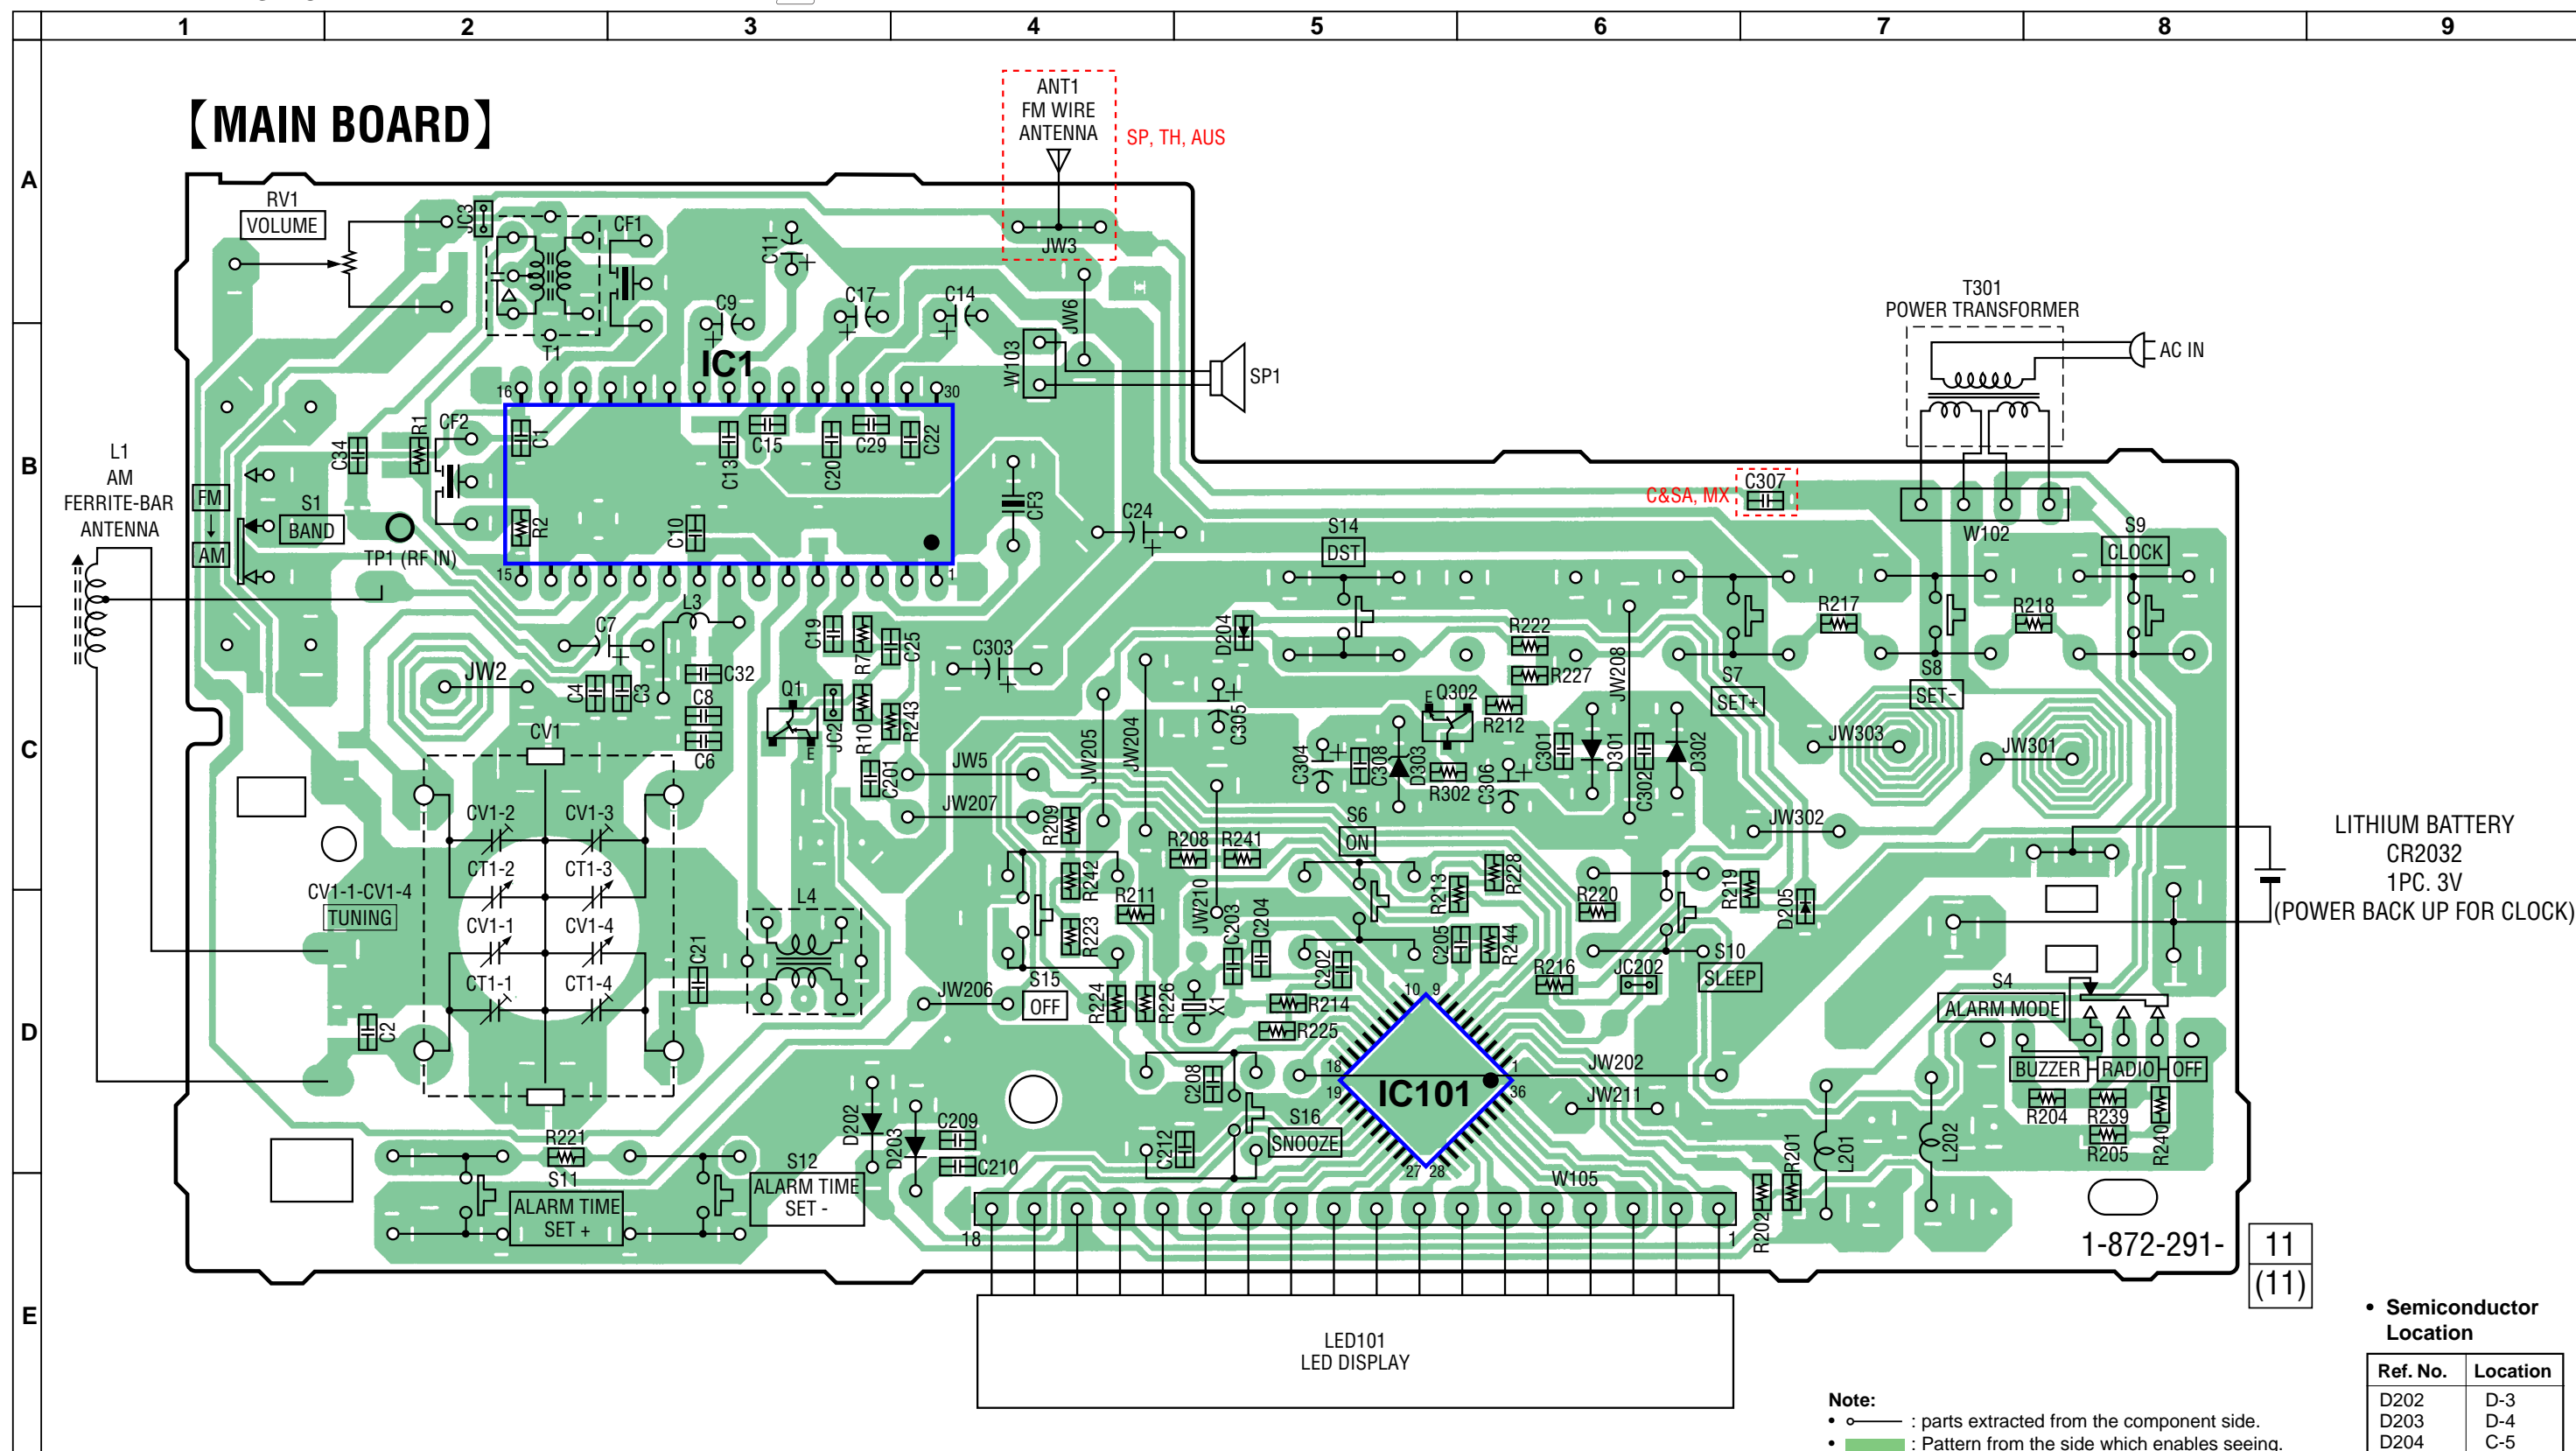 1 2 3 4 5 6 7 8 9
A
B
C
D
E
【MAIN BOARD】
ANT1
FM WIRE
ANTENNA
SP, TH, AUS
RV1
VOLUME
JC3
CF1
C11
JW3
C9
C17
C14
JW6
T301
POWER TRANSFORMER
T1
IC1
W103
SP1
AC IN
16
30
L1
AM
FERRITE-BAR
ANTENNA
C34
R1
CF2
C1
C13
C15
C20
C29
C22
FM
AM
S1
BAND
TP1 (RF IN)
R2
C10
CF3
C24
C&SA, MX
C307
S14
DST
W102
S9
CLOCK
15
1
L3
C7
C19
R7
C25
C303
D204
R222
R227
JW208
R217
R218
JW2
C4
C3
C32
C8
C6
Q1
E
JC2
R10
R243
C201
JW205
JW204
C305
E
Q302
R212
S7
SET+
S8
SET−
CV1
JW5
JW207
C304
C308
D303
R302
C306
C301
D301
C302
D302
JW303
JW301
JW302
CV1-2
CV1-3
CT1-2
CT1-3
CV1-1-CV1-4
TUNING
CV1-1
CV1-4
CT1-1
CT1-4
R209
R208
R241
S6
ON
R242
R211
JW210
R213
R228
R220
R219
D205
LITHIUM BATTERY
CR2032
1PC. 3V
(POWER BACK UP FOR CLOCK)
L4
C21
C2
R223
C203
C204
C202
C205
R244
S10
SLEEP
JW206
S15
OFF
R224
R226
X1
R214
R225
R216
JC202
S4
ALARM MODE
10
9
18
19
1
36
27
28
IC101
JW202
JW211
BUZZER
RADIO
OFF
C208
D202
D203
C209
C210
C212
S16
SNOOZE
L201
L202
R204
R239
R205
R240
R221
S11
ALARM TIME
SET +
S12
ALARM TIME
SET -
W105
R201
R202
18
1
1-872-291-
11
(11)
LED101
LED DISPLAY
• Semiconductor
Location
Ref. No. Location
D202 D-3
D203 D-4
D204 C-5
Note:
• : parts extracted from the component side.
• : Pattern from the side which enables seeing.